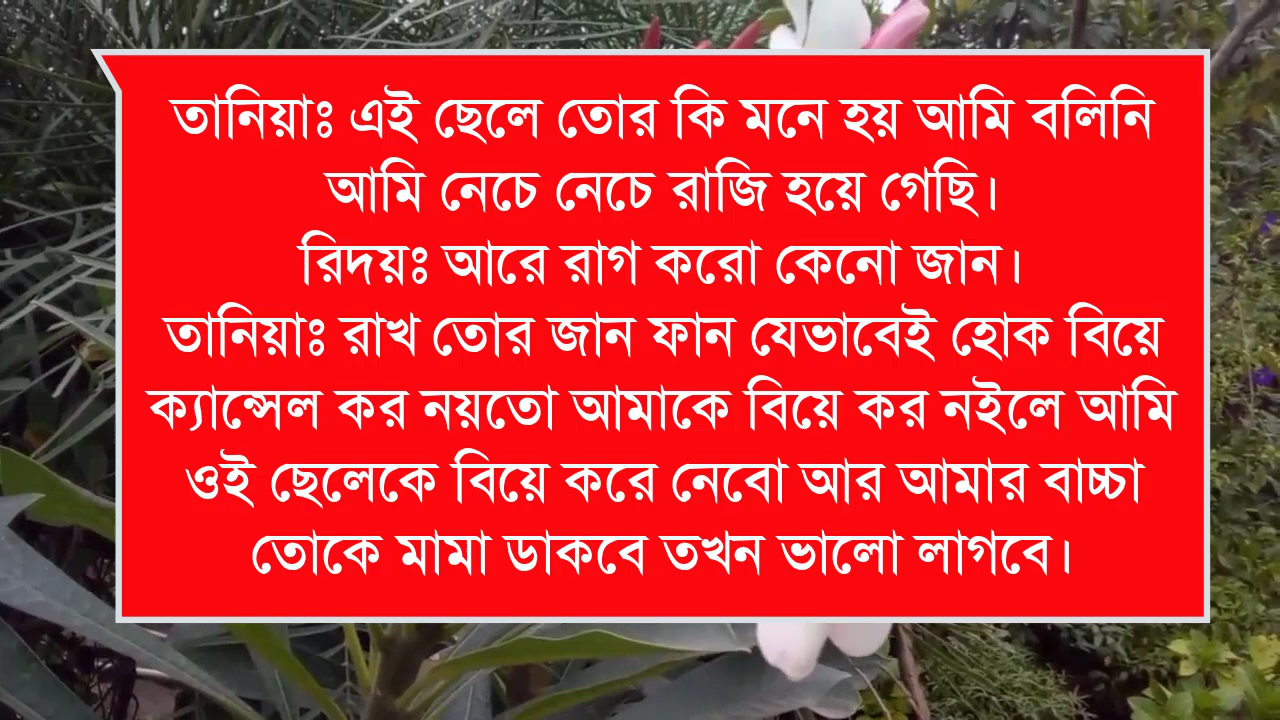 তানিয়াঃ এই ছেলে তোর কি মনে হয় আমি বলিনি
আমি নেচে নেচে রাজি হয়ে গেছি।
রিদয়ঃ আরে রাগ করো কেনো জান।
তানিয়াঃ রাখ তোর জান ফান যেভাবেই হোক বিয়ে
ক্যান্সেল কর নয়তো আমাকে বিয়ে কর নইলে আমি
ওই ছেলেকে বিয়ে করে নেবো আর আমার বাচ্চা
তোকে মামা ডাকবে তখন ভালো লাগবে।